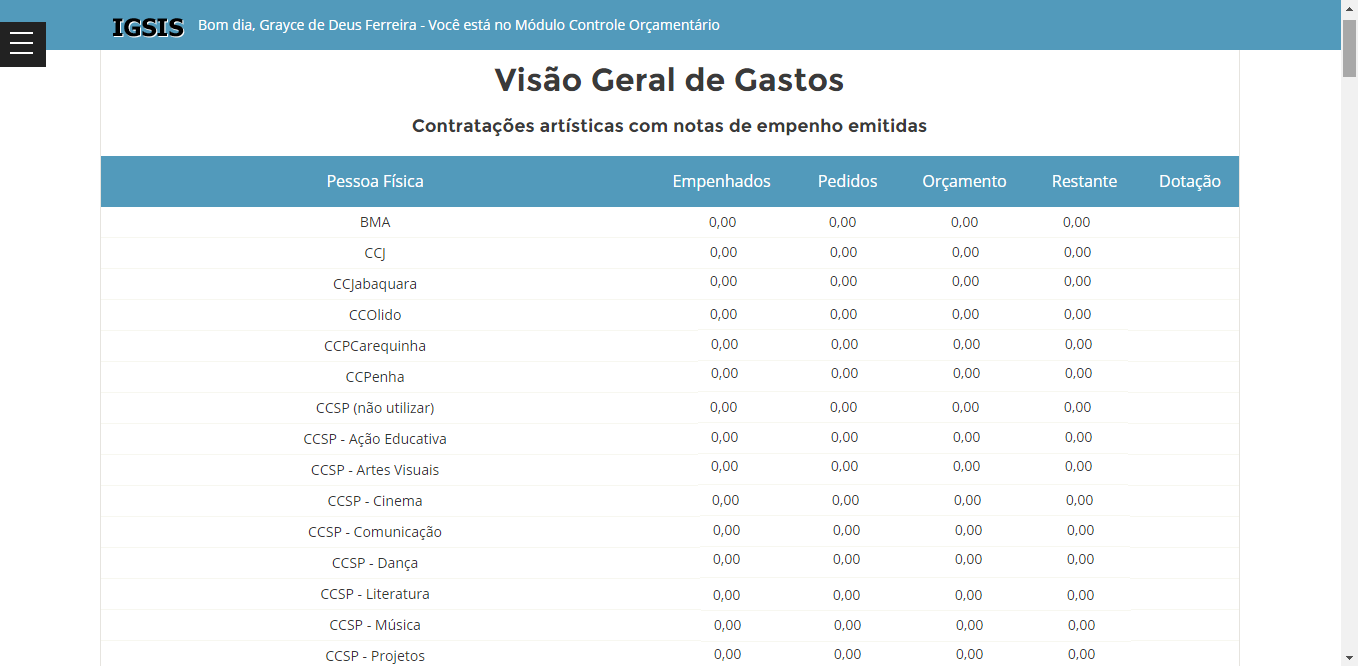 IGSIS Bom dia, Grayce de Deus Ferreira - Você está no Módulo Controle Orçamentário
Visão Geral de Gastos
Contratações artísticas com notas de empenho emitidas
Pessoa Física Empenhados Pedidos Orçamento Restante Dotação
BMA 0,00 0,00 0,00 0,00
CCJ 0,00 0,00 0,00 0,00
CCJabaquara 0,00 0,00 0,00 0,00
CCOlido 0,00 0,00 0,00 0,00
CCPCarequinha 0,00 0,00 0,00 0,00
CCPenha 0,00 0,00 0,00 0,00
CCSP (não utilizar) 0,00 0,00 0,00 0,00
CCSP - Ação Educativa 0,00 0,00 0,00 0,00
CCSP - Artes Visuais 0,00 0,00 0,00 0,00
CCSP - Cinema 0,00 0,00 0,00 0,00
CCSP - Comunicação 0,00 0,00 0,00 0,00
CCSP - Dança 0,00 0,00 0,00 0,00
CCSP - Literatura 0,00 0,00 0,00 0,00
CCSP - Música 0,00 0,00 0,00 0,00
CCSP - Projetos 0,00 0,00 0,00 0,00